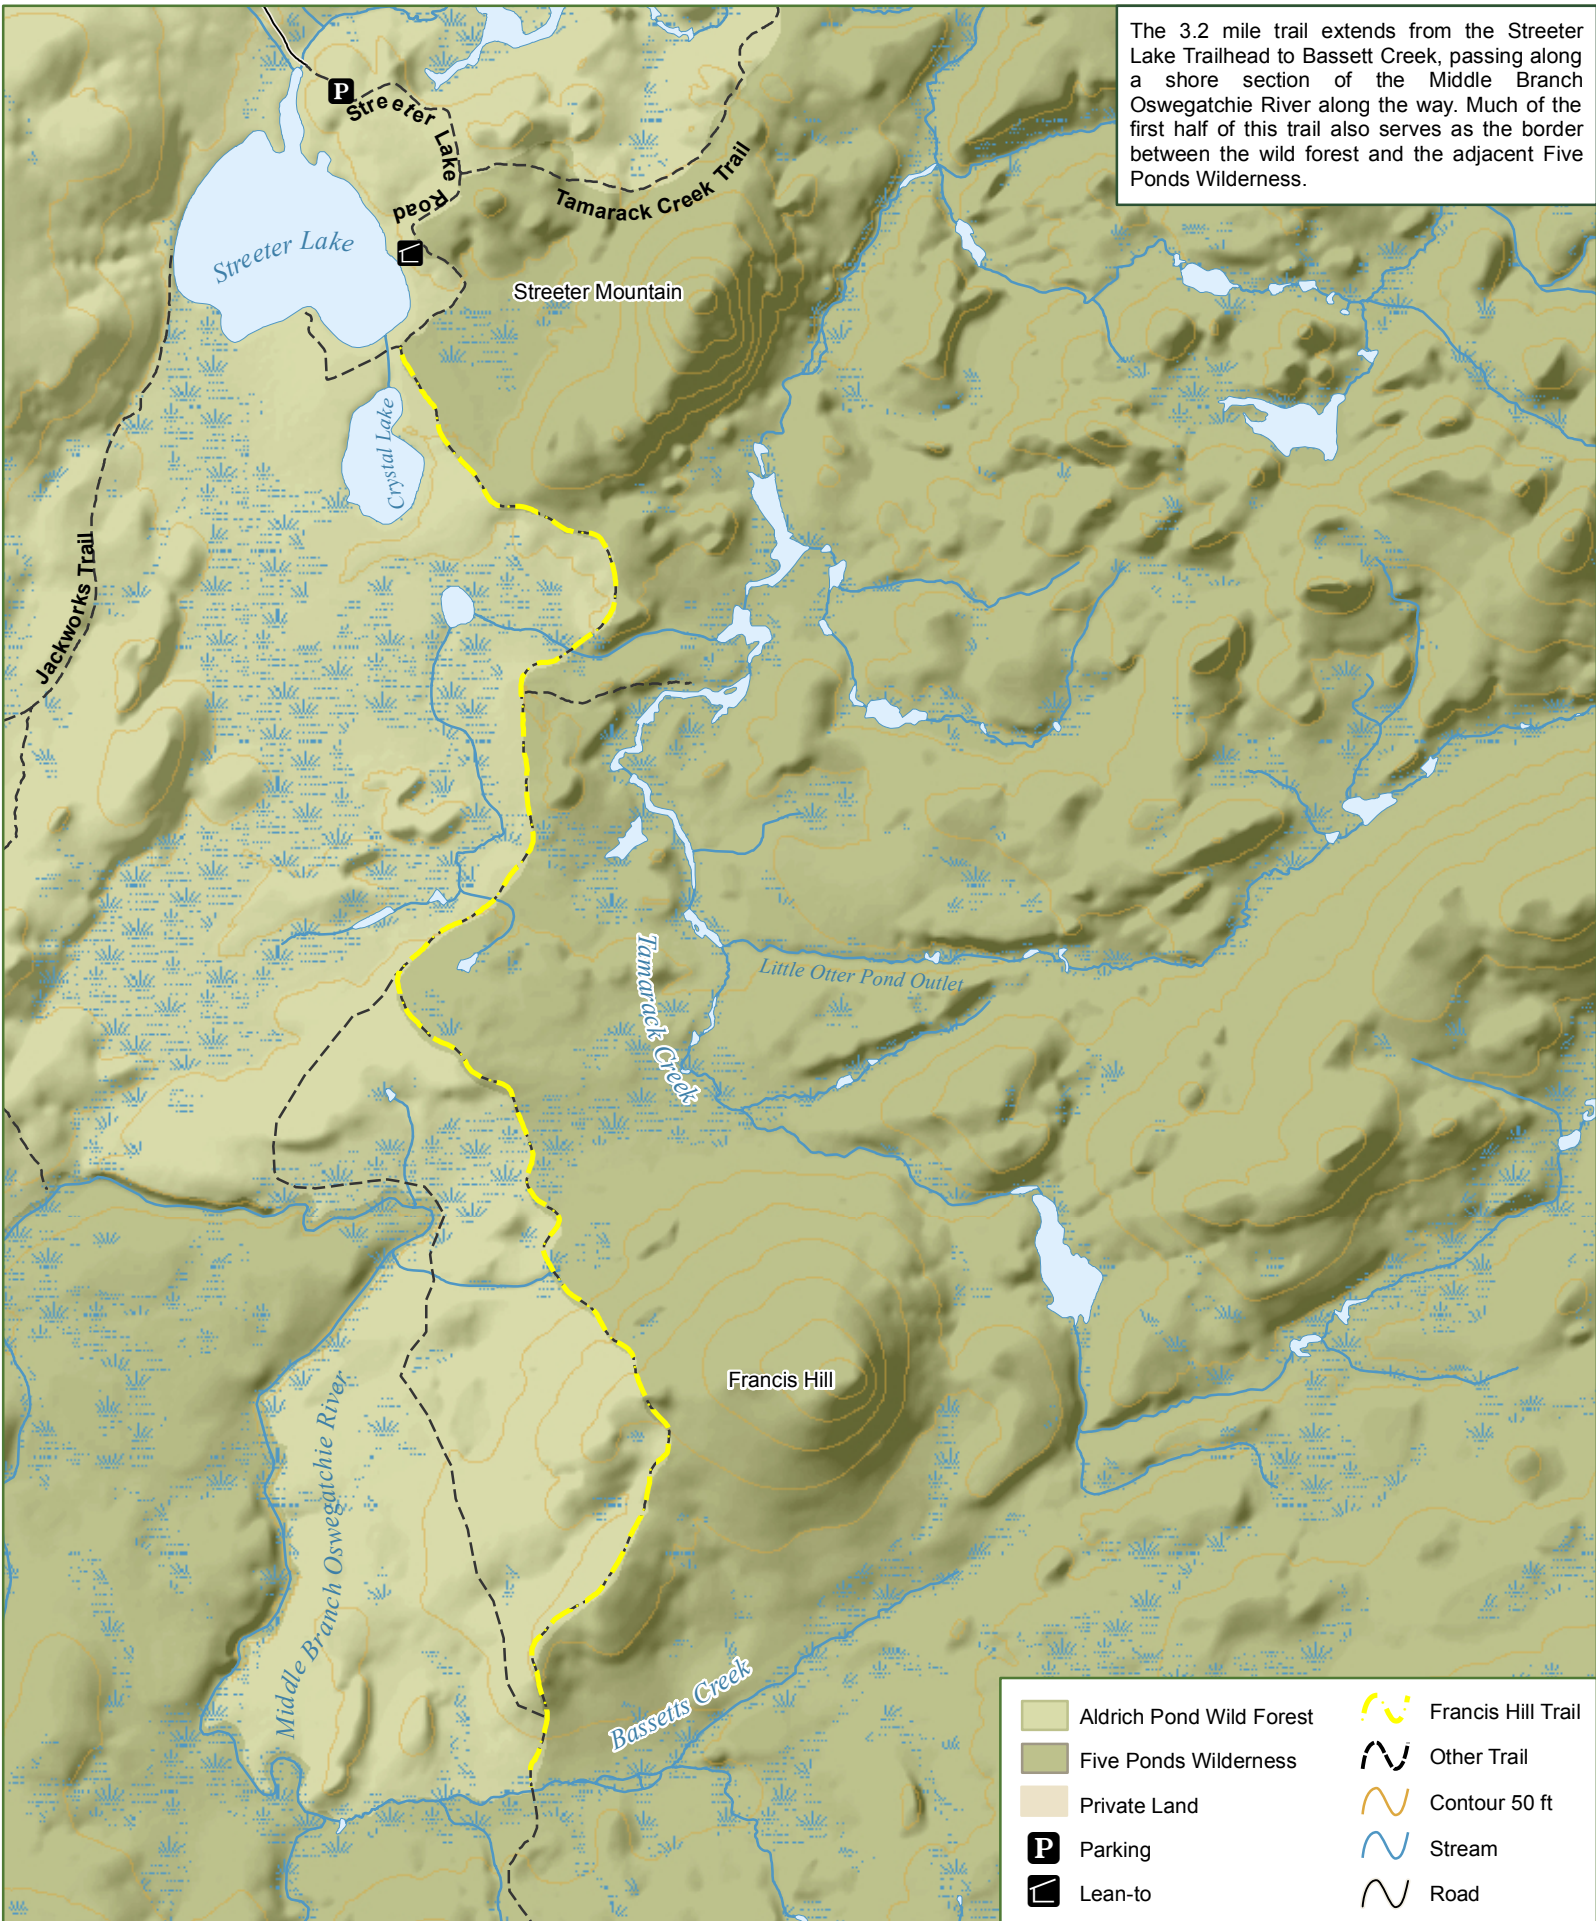 The 3.2 mile trail extends from the Streeter
Lake Trailhead to Bassett Creek, passing along
a shore section of the Middle Branch
Oswegatchie River along the way. Much of the
first half of this trail also serves as the border
between the wild forest and the adjacent Five
Ponds Wilderness.
P
Streeter Lake Road
Tamarack Creek Trail
Streeter Lake
Streeter Mountain
Crystal Lake
Jackworks Trail
Tamarack Creek
Little Otter Pond Outlet
Francis Hill
Middle Branch Oswegatchie River
Bassetts Creek
Aldrich Pond Wild Forest
Five Ponds Wilderness
Private Land
P Parking
Lean-to
Francis Hill Trail
Other Trail
Contour 50 ft
Stream
Road